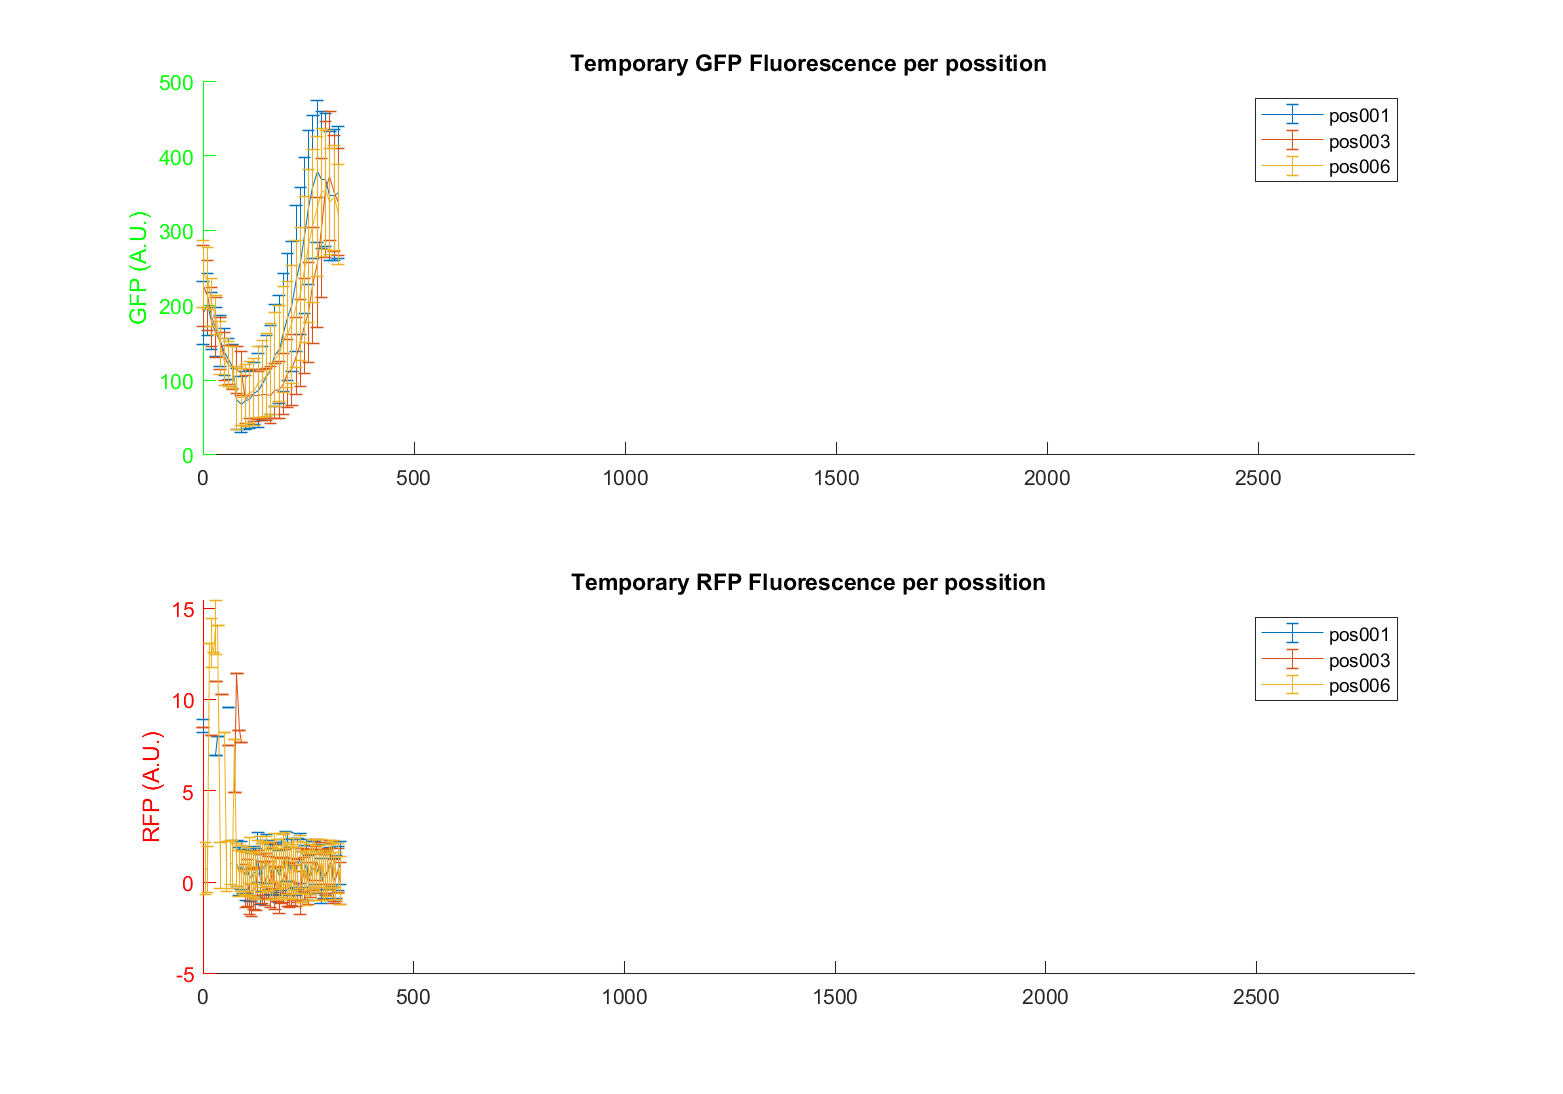 Temporary GFP Fluorescence per possition
500
400
300
200
100
0
GFP (A.U.)
0 500 1000 1500 2000 2500
pos001
pos003
pos006
Temporary RFP Fluorescence per possition
15
10
5
0
-5
RFP (A.U.)
0 500 1000 1500 2000 2500
pos001
pos003
pos006